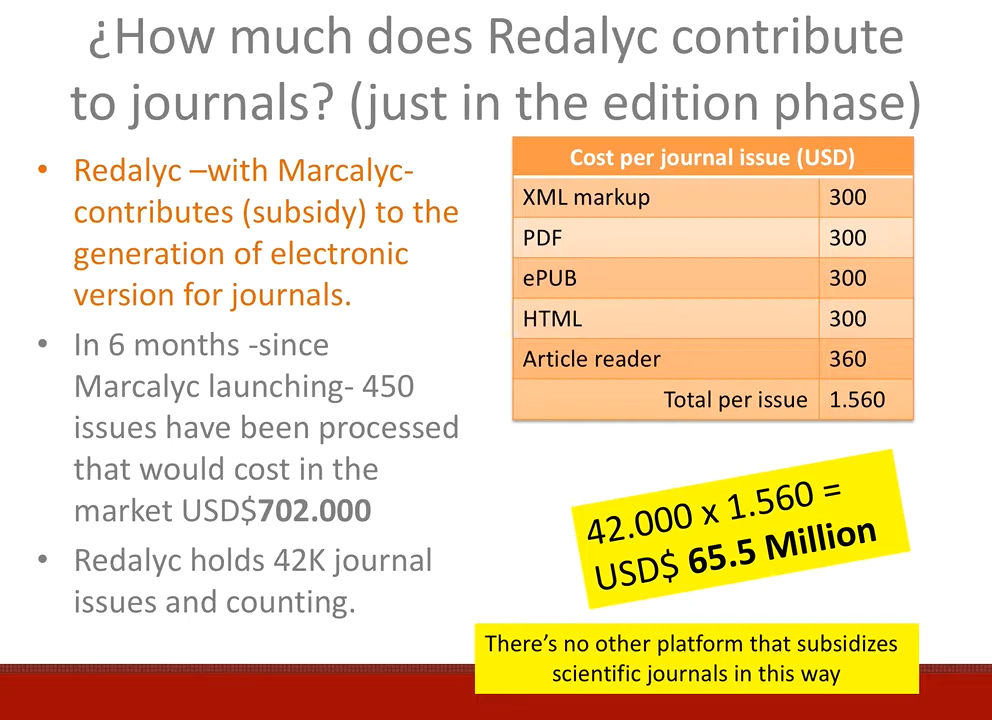 ¿How much does Redalyc contribute
to journals? (just in the edition phase)
• Redalyc –with Marcalyc-
contributes (subsidy) to the
generation of electronic
version for journals.
• In 6 months -since
Marcalyc launching- 450
issues have been processed
that would cost in the
market USD$702.000
• Redalyc holds 42K journal
issues and counting.
Cost per journal issue (USD)
XML markup 300
PDF 300
ePUB 300
HTML 300
Article reader 360
Total per issue 1.560
42.000 x 1.560 =
USD$ 65.5 Million
There’s no other platform that subsidizes
scientific journals in this way